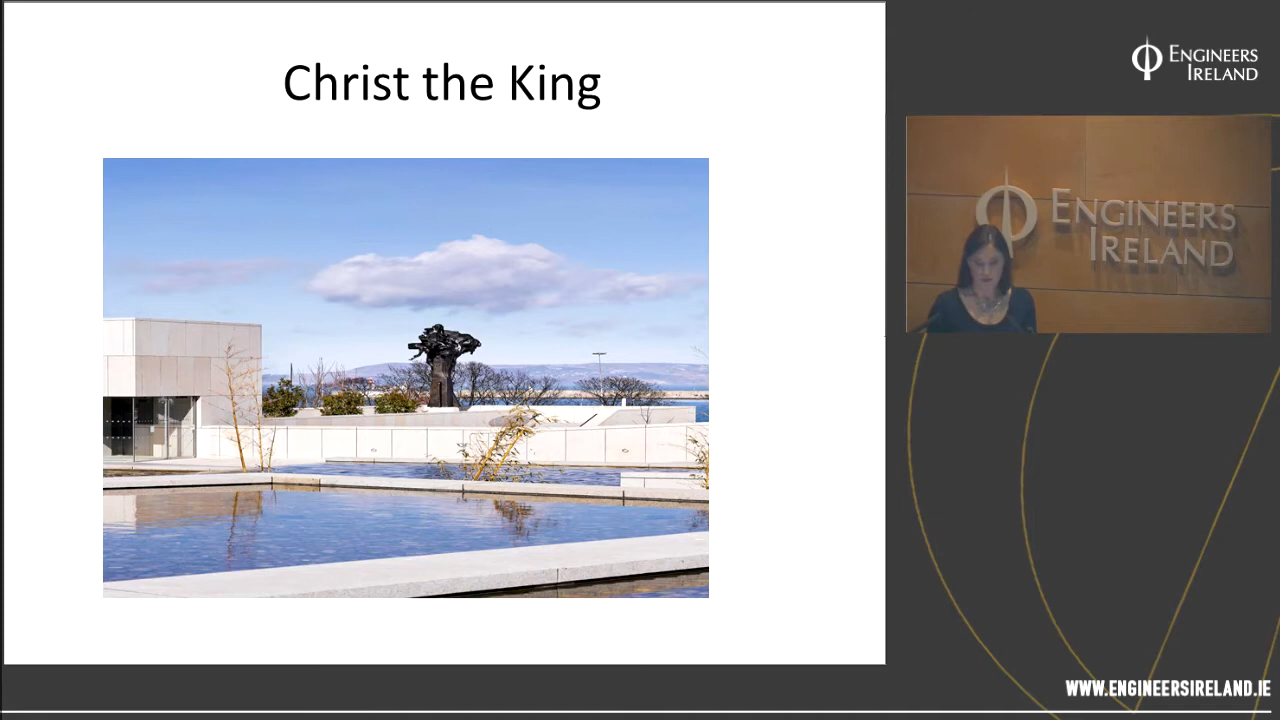 Christ the King
ENGINEERS
IRELAND
ENGINEERS
IRELAND
WWW.ENGINEERSIRELAND.IE